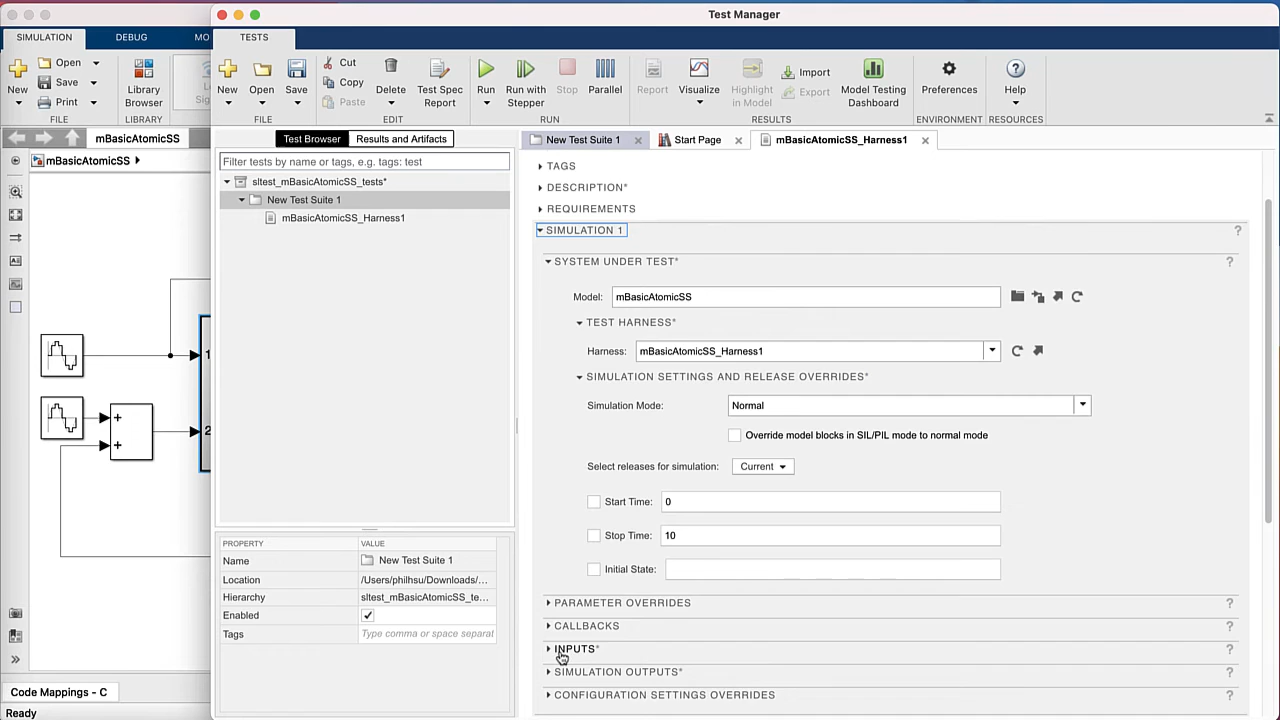 Test Manager
SIMULATION DEBUG MO
TESTS
New
Open
Save
Print
FILE
Library Browser
New
Open
Save
FILE
Cut
Copy
Paste
Delete
Test Spec Report
EDIT
Run
Run with Stepper
Stop
Parallel
RUN
Report
Visualize
Highlight in Model
Import
Export
Model Testing Dashboard
RESULTS
Preferences
ENVIRONMENT
Help
RESOURCES
mBasicAtomicSS
mBasicAtomicSS
1
2
+
+
Code Mappings - C
Ready
Test Browser Results and Artifacts
Filter tests by name or tags, e.g. tags: test
sltest_mBasicAtomicSS_tests*
New Test Suite 1
mBasicAtomicSS_Harness1
PROPERTY VALUE
Name New Test Suite 1
Location /Users/philhsu/Downloads/...
Hierarchy sltest_mBasicAtomicSS_te...
Enabled
Tags Type comma or space separat
New Test Suite 1 Start Page mBasicAtomicSS_Harness1
TAGS
DESCRIPTION*
REQUIREMENTS
SIMULATION 1 ?
SYSTEM UNDER TEST* ?
Model: mBasicAtomicSS
TEST HARNESS*
Harness: mBasicAtomicSS_Harness1
SIMULATION SETTINGS AND RELEASE OVERRIDES*
Simulation Mode: Normal
Override model blocks in SIL/PIL mode to normal mode
Select releases for simulation: Current
Start Time: 0
Stop Time: 10
Initial State:
PARAMETER OVERRIDES ?
CALLBACKS ?
INPUTS* ?
SIMULATION OUTPUTS* ?
CONFIGURATION SETTINGS OVERRIDES ?